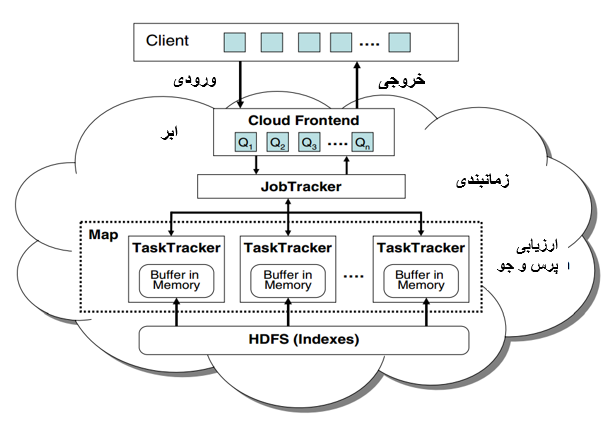 Client ....
ورودی
خروجی
Cloud Frontend
ابر
Q1 Q2 Q3 .... Qn
JobTracker
زمانبندی
Map
TaskTracker TaskTracker TaskTracker
Buffer in Memory
Buffer in Memory
....
Buffer in Memory
ارزیابی
پرس و جو ا
HDFS (Indexes)